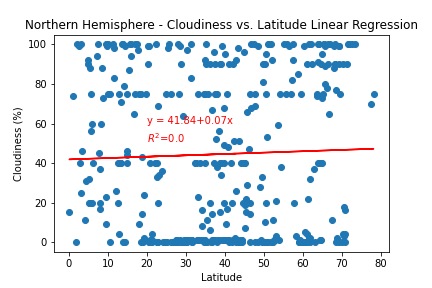 Northern Hemisphere - Cloudiness vs. Latitude Linear Regression
100
80
60
40
20
0
Cloudiness (%)
y = 41.84+0.07x
R²=0.0
0 10 20 30 40 50 60 70 80
Latitude